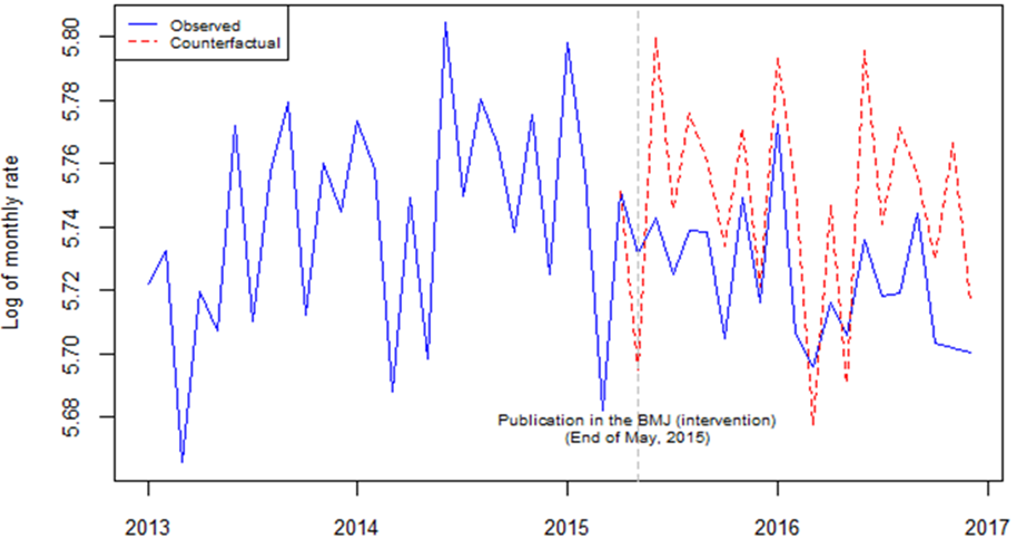 Observed
Counterfactual
5.80
5.78
5.76
5.74
5.72
5.70
5.68
Log of monthly rate
Publication in the BMJ (intervention)
(End of May, 2015)
2013
2014
2015
2016
2017